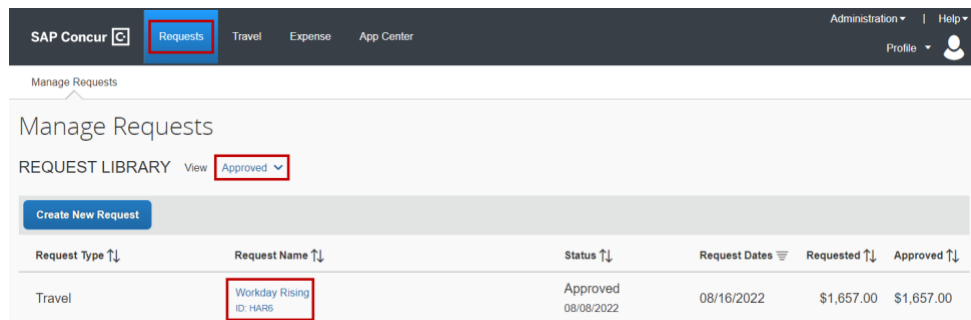 Administration | Help
SAP Concur C Requests Travel Expense App Center
Profile
Manage Requests
Manage Requests
REQUEST LIBRARY View Approved
Create New Request
Request Type Request Name Status Request Dates Requested Approved
Travel Workday Rising Approved 08/16/2022 $1,657.00 $1,657.00
ID: HAR6 08/08/2022